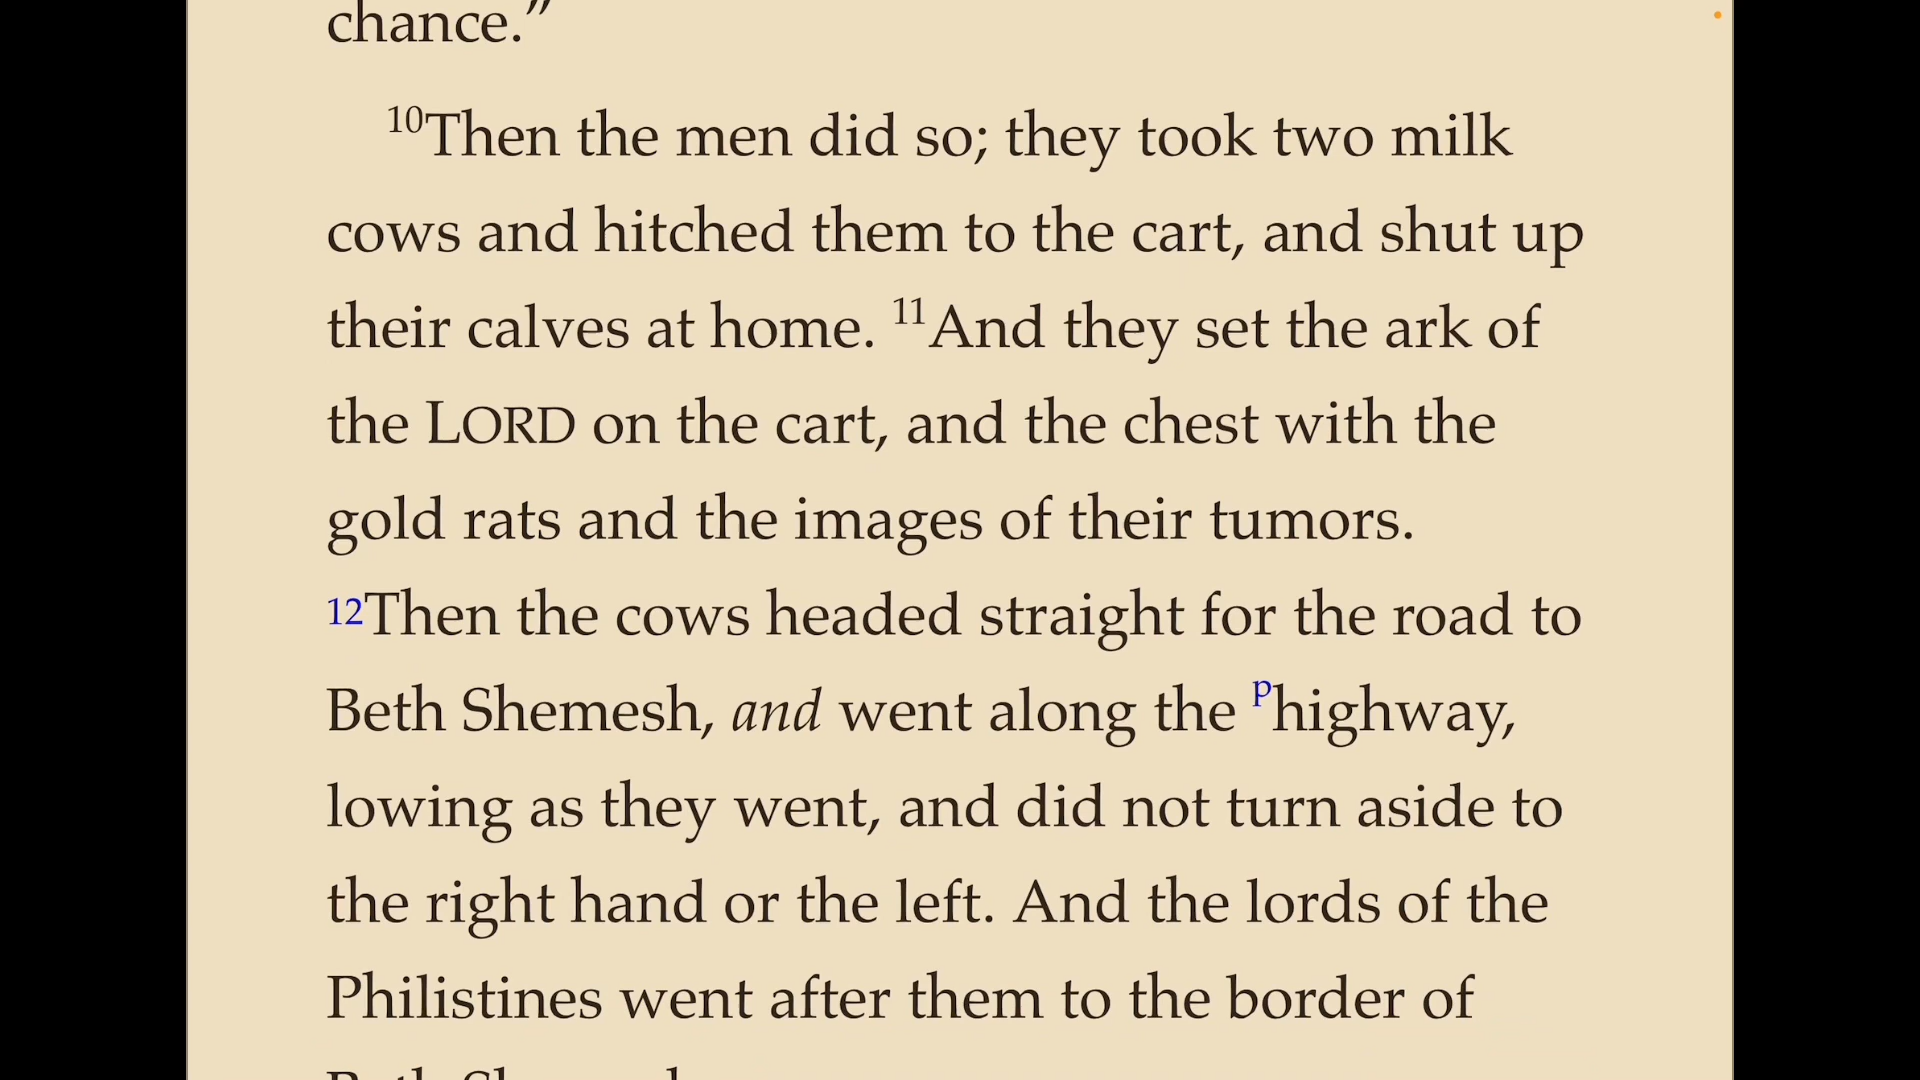 chance.”
10Then the men did so; they took two milk
cows and hitched them to the cart, and shut up
their calves at home. 11And they set the ark of
the LORD on the cart, and the chest with the
gold rats and the images of their tumors.
12Then the cows headed straight for the road to
Beth Shemesh, and went along the phighway,
lowing as they went, and did not turn aside to
the right hand or the left. And the lords of the
Philistines went after them to the border of